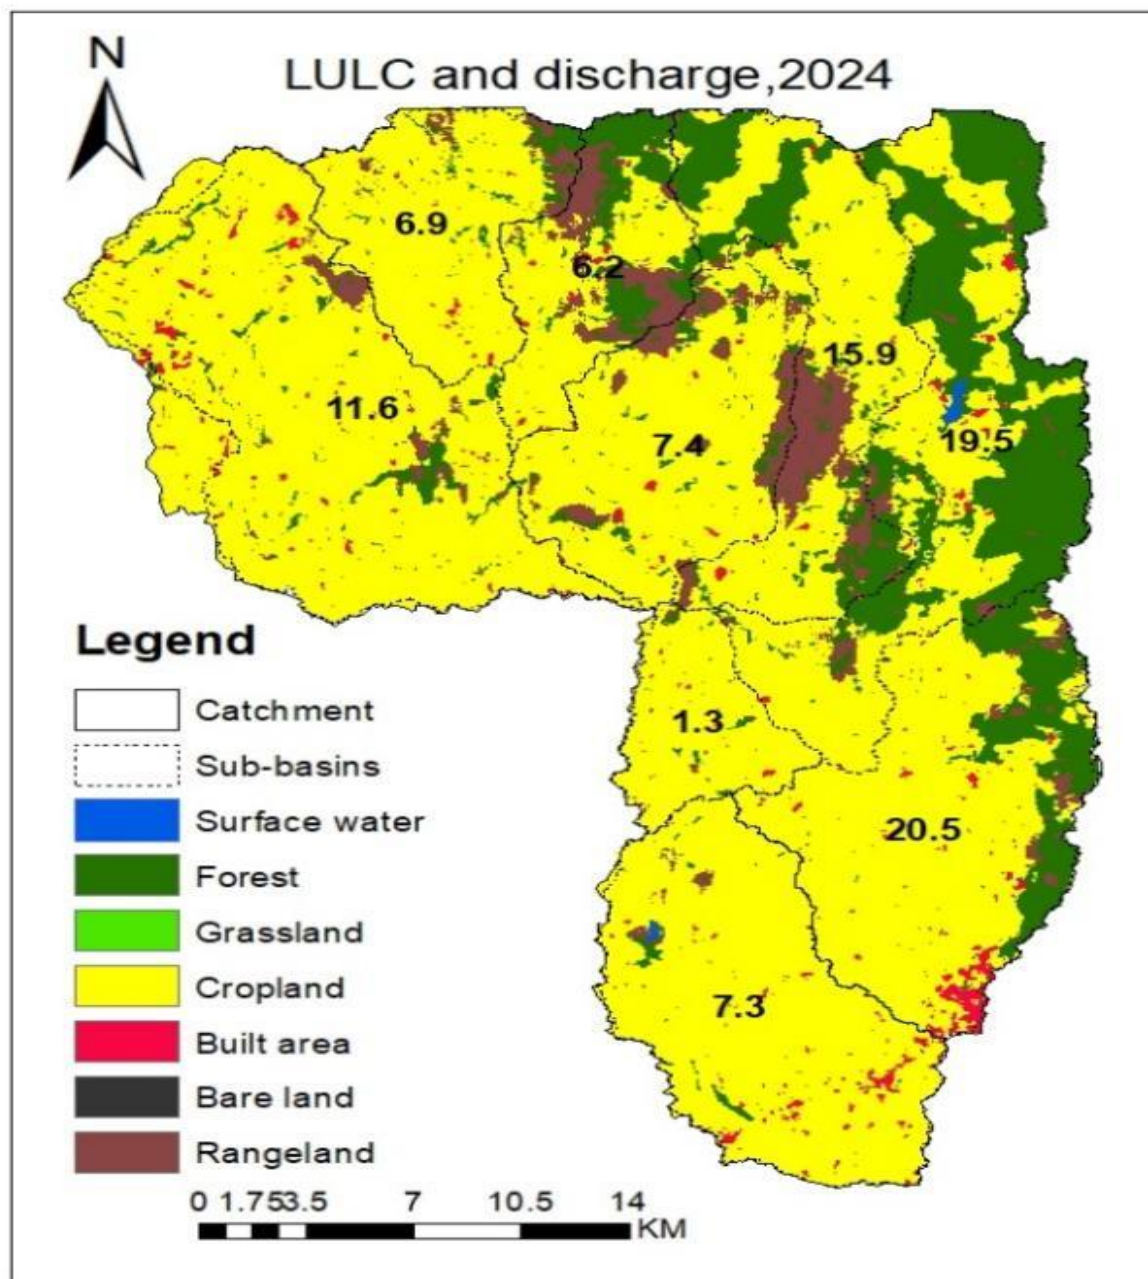 N
LULC and discharge,2024
6.9
6.2
15.9
11.6
7.4
19.5
1.3
20.5
7.3
Legend
Catchment
Sub-basins
Surface water
Forest
Grassland
Cropland
Built area
Bare land
Rangeland
0 1.753.5 7 10.5 14
KM